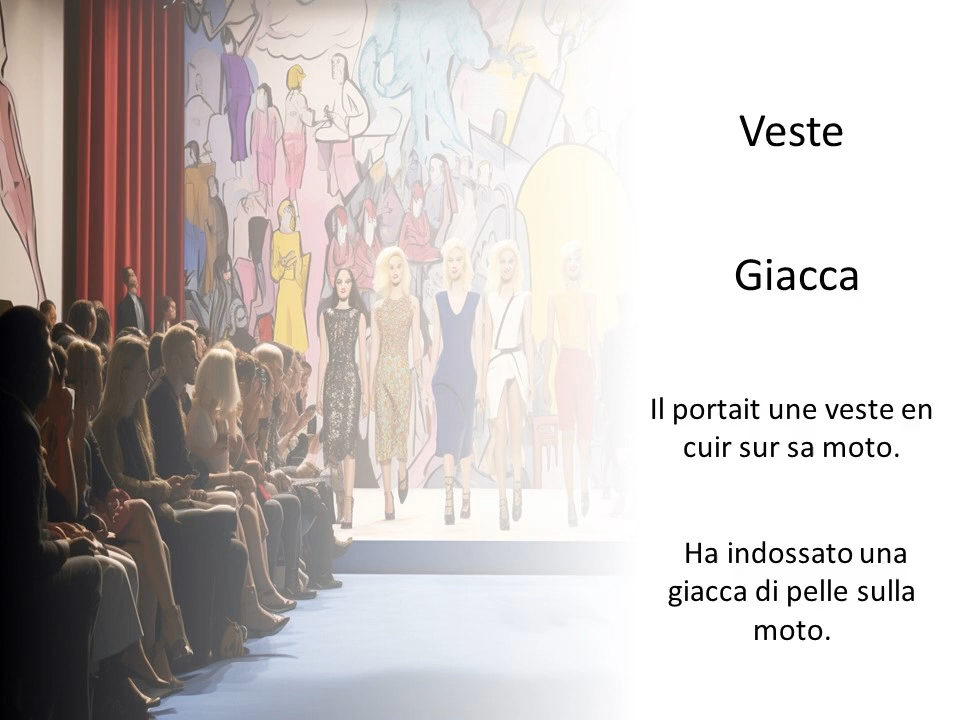 Veste
Giacca
Il portait une veste en
cuir sur sa moto.
Ha indossato una
giacca di pelle sulla
moto.